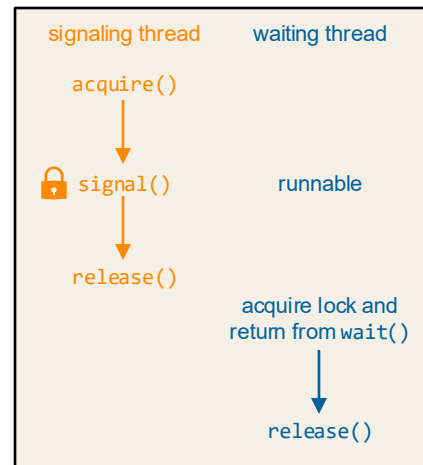 signaling thread
waiting thread
acquire()
signal()
runnable
release()
acquire lock and
return from wait()
release()